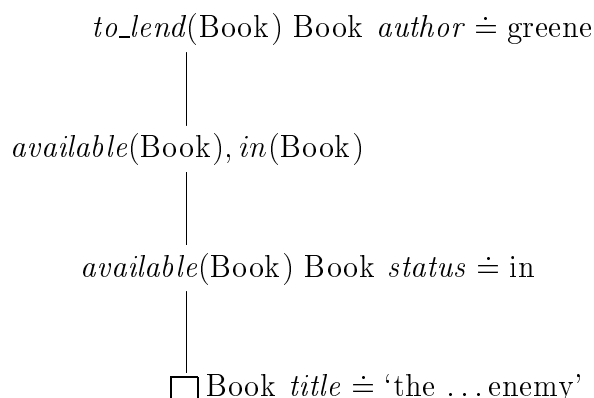 to_lend(Book) Book author ≐ greene
available(Book), in(Book)
available(Book) Book status ≐ in
Book title ≐ ‘the ... enemy’